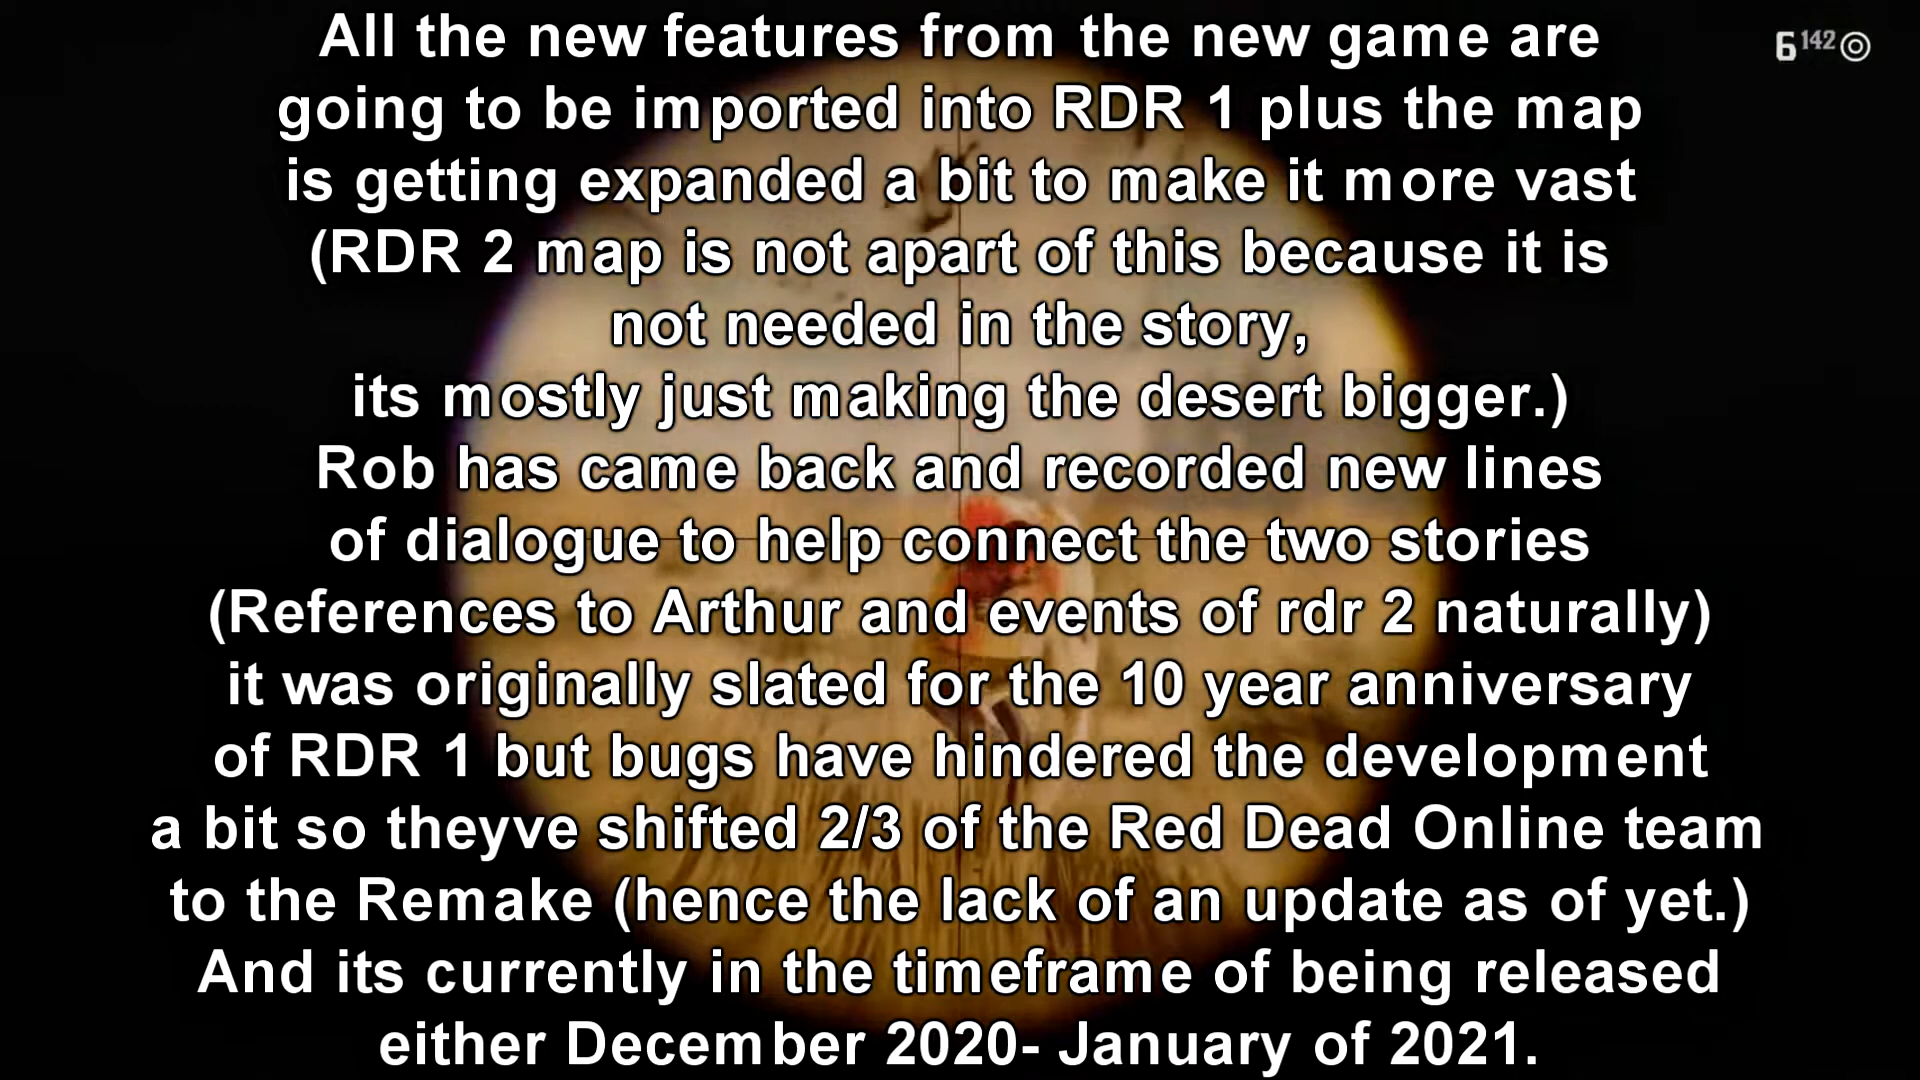 All the new features from the new game are
going to be imported into RDR 1 plus the map
is getting expanded a bit to make it more vast
(RDR 2 map is not apart of this because it is
not needed in the story,
its mostly just making the desert bigger.)
Rob has came back and recorded new lines
of dialogue to help connect the two stories
(References to Arthur and events of rdr 2 naturally)
it was originally slated for the 10 year anniversary
of RDR 1 but bugs have hindered the development
a bit so theyve shifted 2/3 of the Red Dead Online team
to the Remake (hence the lack of an update as of yet.)
And its currently in the timeframe of being released
either December 2020- January of 2021.
6 142